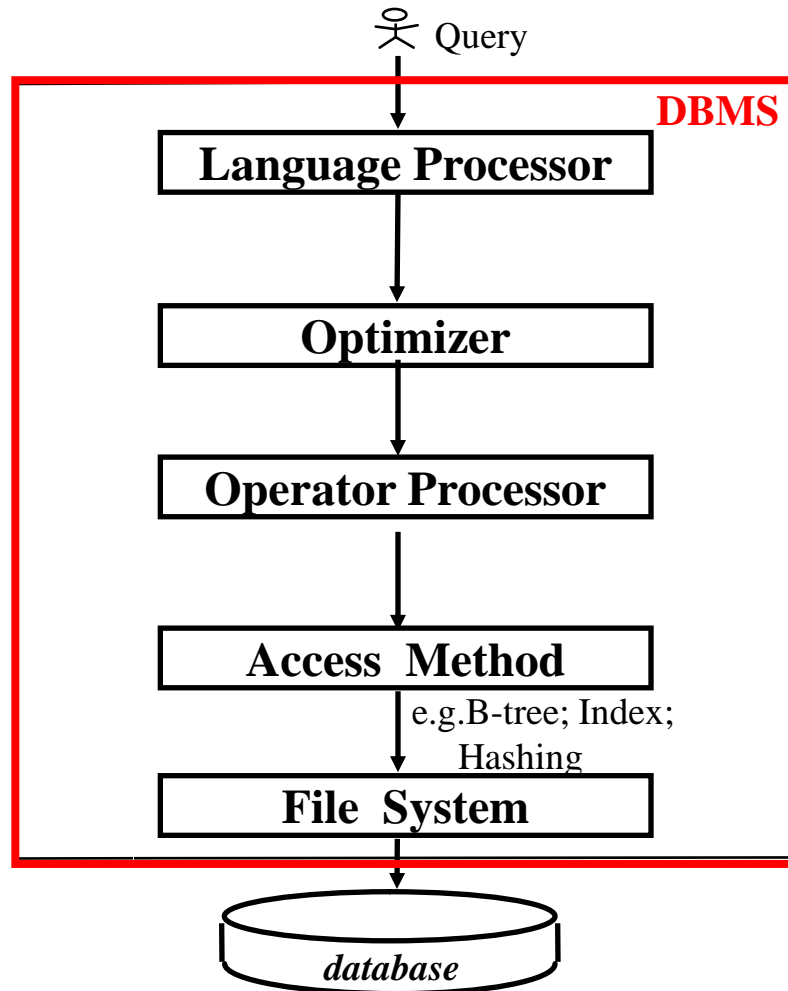 Query
DBMS
Language Processor
Optimizer
Operator Processor
Access Method
e.g.B-tree; Index;
Hashing
File System
database